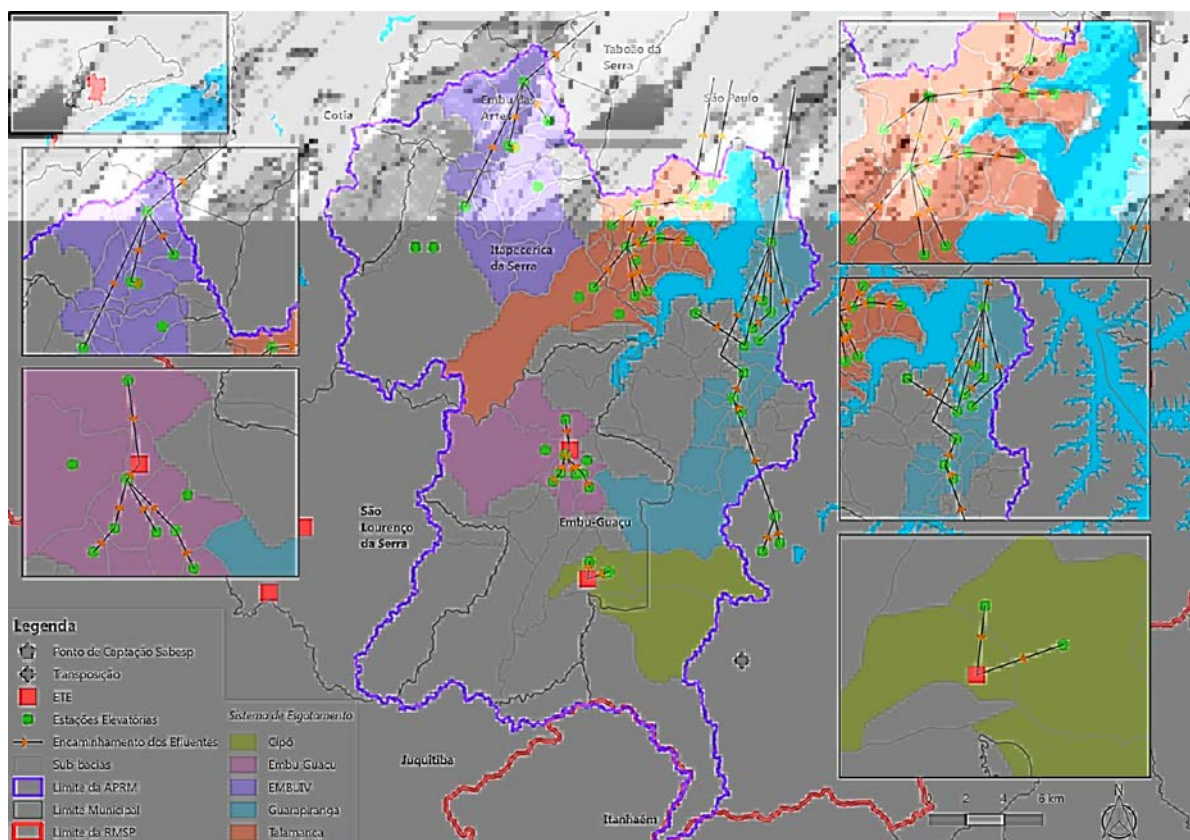 Taboão da
Serra
São Paulo
Cotia
Embu das
Artes
Itapecerica
da Serra
São
Lourenço
da Serra
Embu-Guaçu
Juquitiba
Itanhaém
Legenda
Ponto de Captação Sabesp
Transposição
ETE
Estações Elevatórias
Encaminhamento dos Efluentes
Sub-bacias
Limite da APRM
Limite Municipal
Limite da RMSP
Sistema de Esgotamento
Cipó
Embu-Guacu
EMBUIV
Guarapiranga
Talamanca
0 2 4 6 km
N